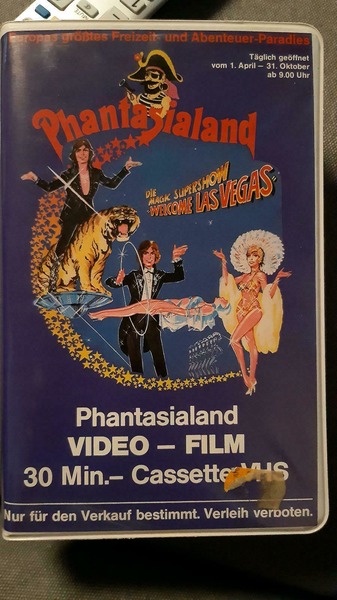 Europas größtes Freizeit- und Abenteuer-Paradies
Täglich geöffnet
vom 1. April – 31. Oktober
ab 9.00 Uhr
Phantasialand
DIE
MAGIC SUPERSHOW
"WELCOME LAS VEGAS"
Phantasialand
VIDEO – FILM
30 Min.– Cassette VHS
Nur für den Verkauf bestimmt. Verleih verboten.